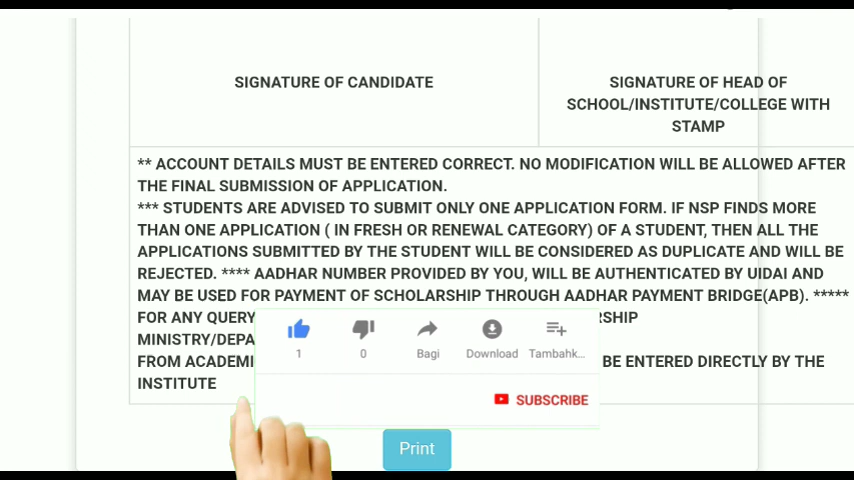 SIGNATURE OF CANDIDATE
SIGNATURE OF HEAD OF
SCHOOL/INSTITUTE/COLLEGE WITH
STAMP
** ACCOUNT DETAILS MUST BE ENTERED CORRECT. NO MODIFICATION WILL BE ALLOWED AFTER
THE FINAL SUBMISSION OF APPLICATION.
*** STUDENTS ARE ADVISED TO SUBMIT ONLY ONE APPLICATION FORM. IF NSP FINDS MORE
THAN ONE APPLICATION ( IN FRESH OR RENEWAL CATEGORY) OF A STUDENT, THEN ALL THE
APPLICATIONS SUBMITTED BY THE STUDENT WILL BE CONSIDERED AS DUPLICATE AND WILL BE
REJECTED. **** AADHAR NUMBER PROVIDED BY YOU, WILL BE AUTHENTICATED BY UIDAI AND
MAY BE USED FOR PAYMENT OF SCHOLARSHIP THROUGH AADHAR PAYMENT BRIDGE(APB). *****
FOR ANY QUERY RSHIP
MINISTRY/DEPA
FROM ACADEMI BE ENTERED DIRECTLY BY THE
INSTITUTE
1 0 Bagi Download Tambahk...
SUBSCRIBE
Print